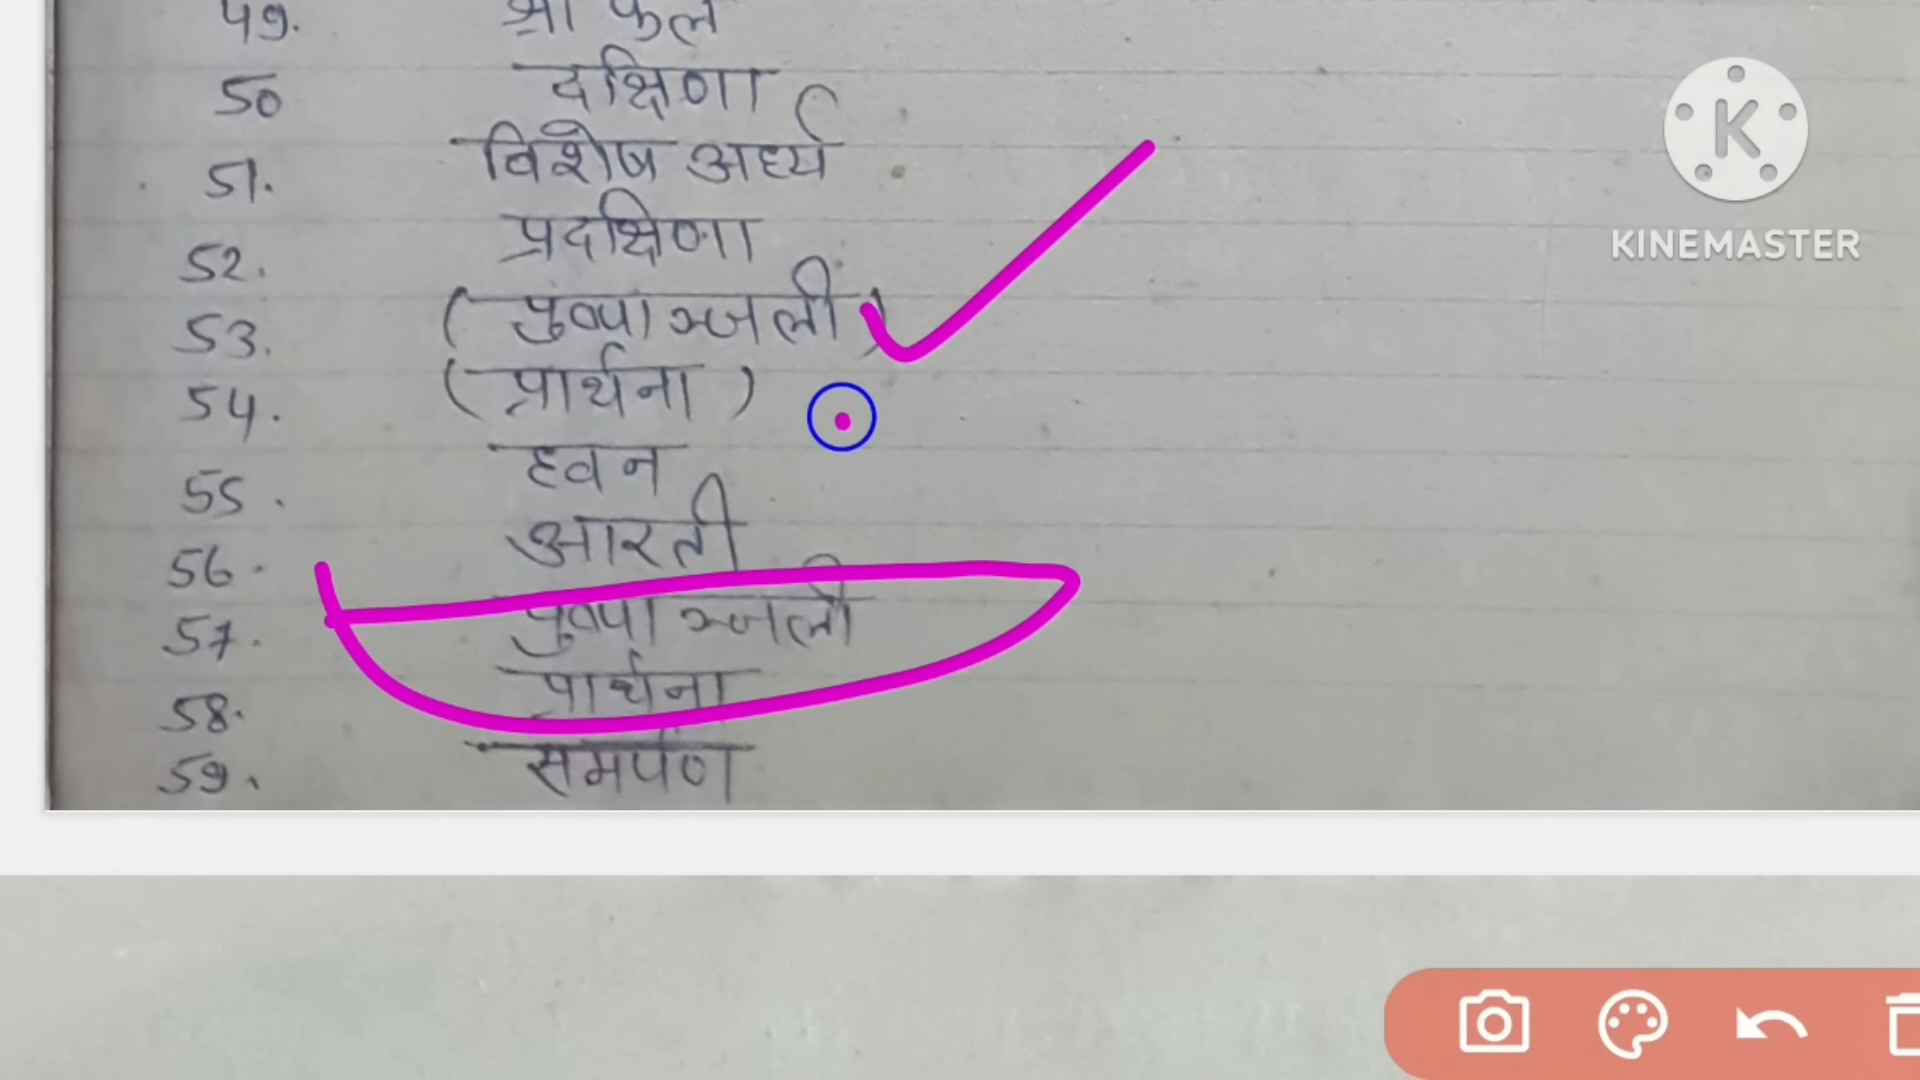 49. श्री फल
50 दक्षिणा
51. विशेष अर्घ्य
52. प्रदक्षिणा
53. (पुष्पाञ्जली)
54. (प्रार्थना)
55. हवन
56. आरती
57. पुष्पाञ्जली
58. प्रार्थना
59. समर्पण
K
KINEMASTER